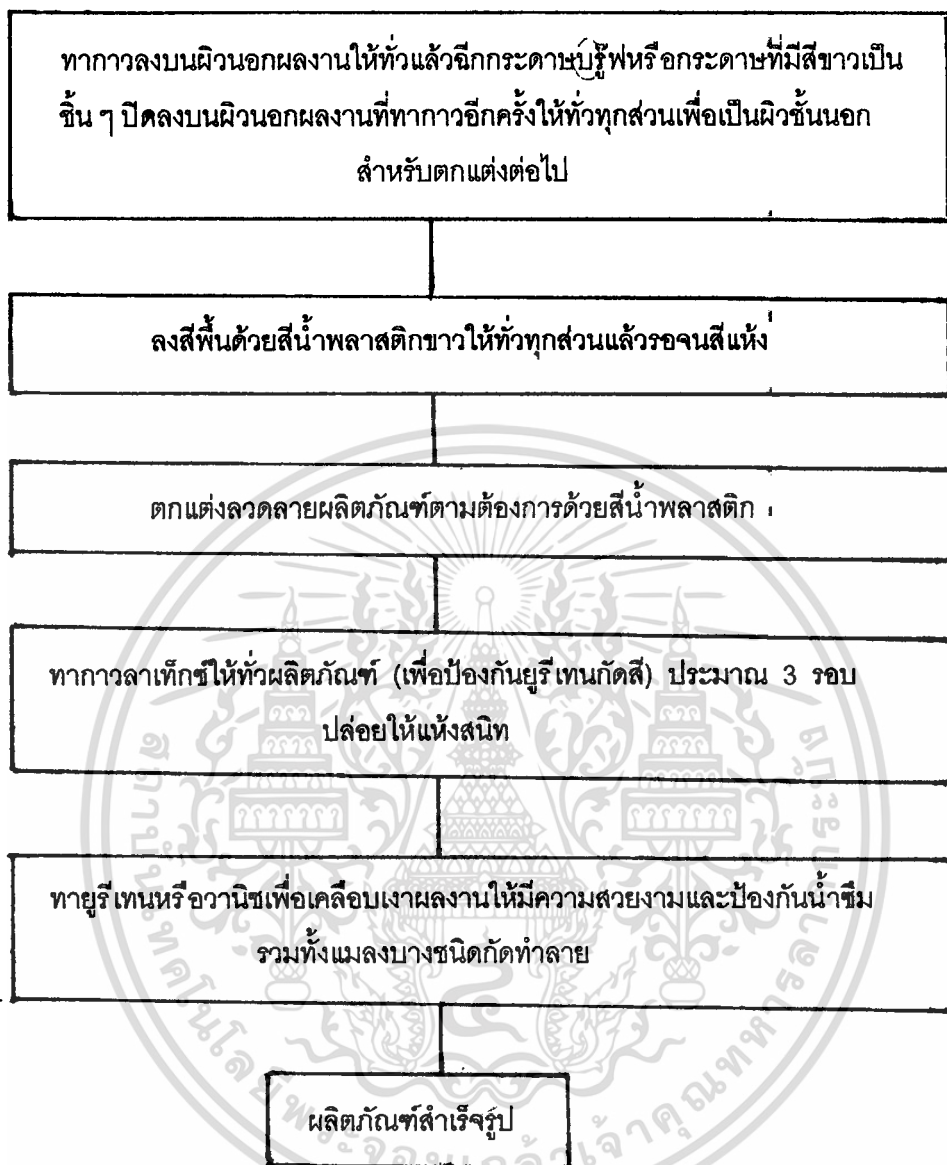 ทากาวลงบนผิวนอกผลงานให้ทั่วแล้วฉีกกระดาษบรู๊ฟหรือกระดาษที่มีสีขาวเป็น
ชิ้น ๆ ปิดลงบนผิวนอกผลงานที่ทากาวอีกครั้งให้ทั่วทุกส่วนเพื่อเป็นผิวชั้นนอก
สำหรับตกแต่งต่อไป
ลงสีพื้นด้วยสีน้ำพลาสติกขาวให้ทั่วทุกส่วนแล้วรอจนสีแห้ง
ตกแต่งลวดลายผลิตภัณฑ์ตามต้องการด้วยสีน้ำพลาสติก
ทากาวลาเท็กซ์ให้ทั่วผลิตภัณฑ์ (เพื่อป้องกันยูรีเทนกัดสี) ประมาณ 3 รอบ
ปล่อยให้แห้งสนิท
ทายูรีเทนหรือวานิชเพื่อเคลือบเงาผลงานให้มีความสวยงามและป้องกันน้ำซึม
รวมทั้งแมลงบางชนิดกัดทำลาย
ผลิตภัณฑ์สำเร็จรูป